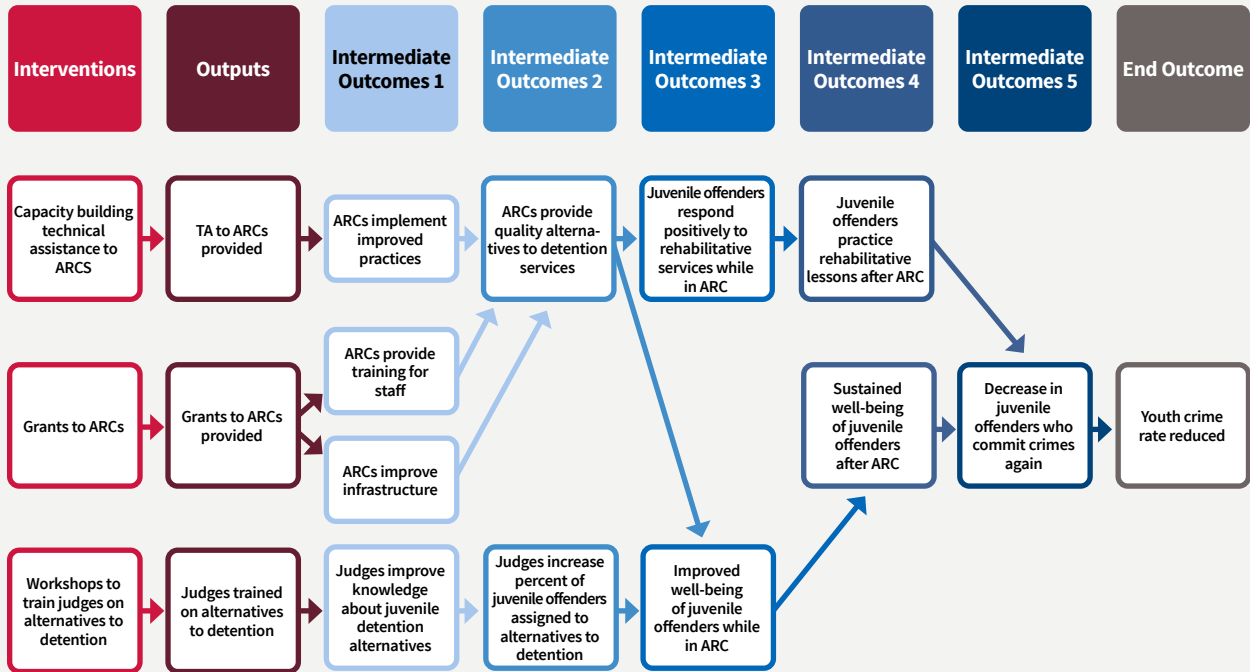 Interventions
Outputs
Intermediate
Outcomes 1
Intermediate
Outcomes 2
Intermediate
Outcomes 3
Intermediate
Outcomes 4
Intermediate
Outcomes 5
End Outcome
Capacity building
technical
assistance to
ARCS
TA to ARCs
provided
ARCs implement
improved
practices
ARCs provide
quality alterna-
tives to detention
services
Juvenile offenders
respond
positively to
rehabilitative
services while
in ARC
Juvenile
offenders
practice
rehabilitative
lessons after ARC
Grants to ARCs
Grants to ARCs
provided
ARCs provide
training for
staff
ARCs improve
infrastructure
Sustained
well-being
of juvenile
offenders
after ARC
Decrease in
juvenile
offenders who
commit crimes
again
Youth crime
rate reduced
Workshops to
train judges on
alternatives to
detention
Judges trained
on alternatives
to detention
Judges improve
knowledge
about juvenile
detention
alternatives
Judges increase
percent of
juvenile offenders
assigned to
alternatives to
detention
Improved
well-being
of juvenile
offenders while
in ARC